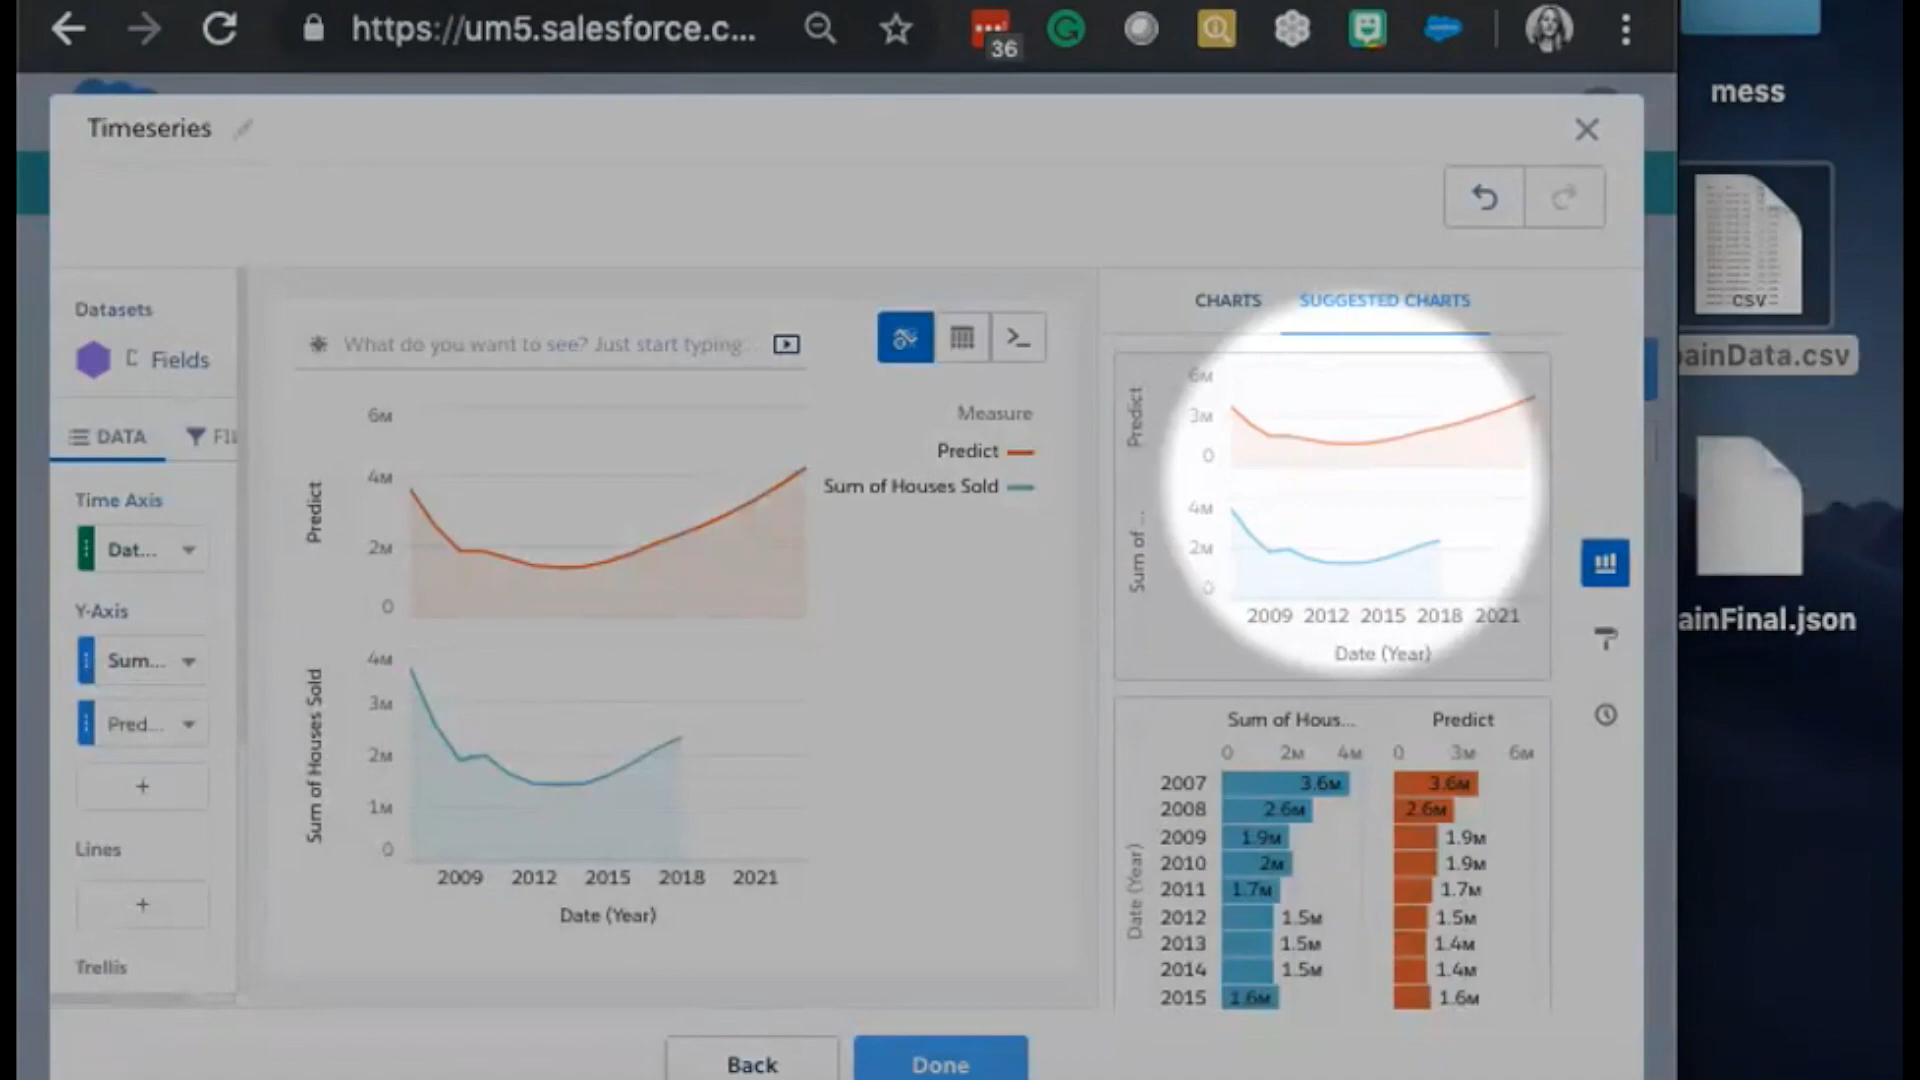 https://um5.salesforce.c...
36
mess
Timeseries
CSV
ainData.csv
ainFinal.json
Datasets
Fields
DATA
Time Axis
Dat...
Y-Axis
Sum...
Pred...
+
Lines
+
Trellis
What do you want to see? Just start typing...
Measure
Predict
Sum of Houses Sold
Predict
6M
4M
2M
0
Sum of Houses Sold
4M
3M
2M
1M
0
2009 2012 2015 2018 2021
Date (Year)
CHARTS SUGGESTED CHARTS
Predict
6M
3M
0
Sum of ...
4M
2M
0
2009 2012 2015 2018 2021
Date (Year)
Sum of Hous... Predict
0 2M 4M 0 3M 6M
Date (Year)
2007 3.6M 3.6M
2008 2.6M 2.6M
2009 1.9M 1.9M
2010 2M 1.9M
2011 1.7M 1.7M
2012 1.5M 1.5M
2013 1.5M 1.4M
2014 1.5M 1.4M
2015 1.6M 1.6M
Back Done